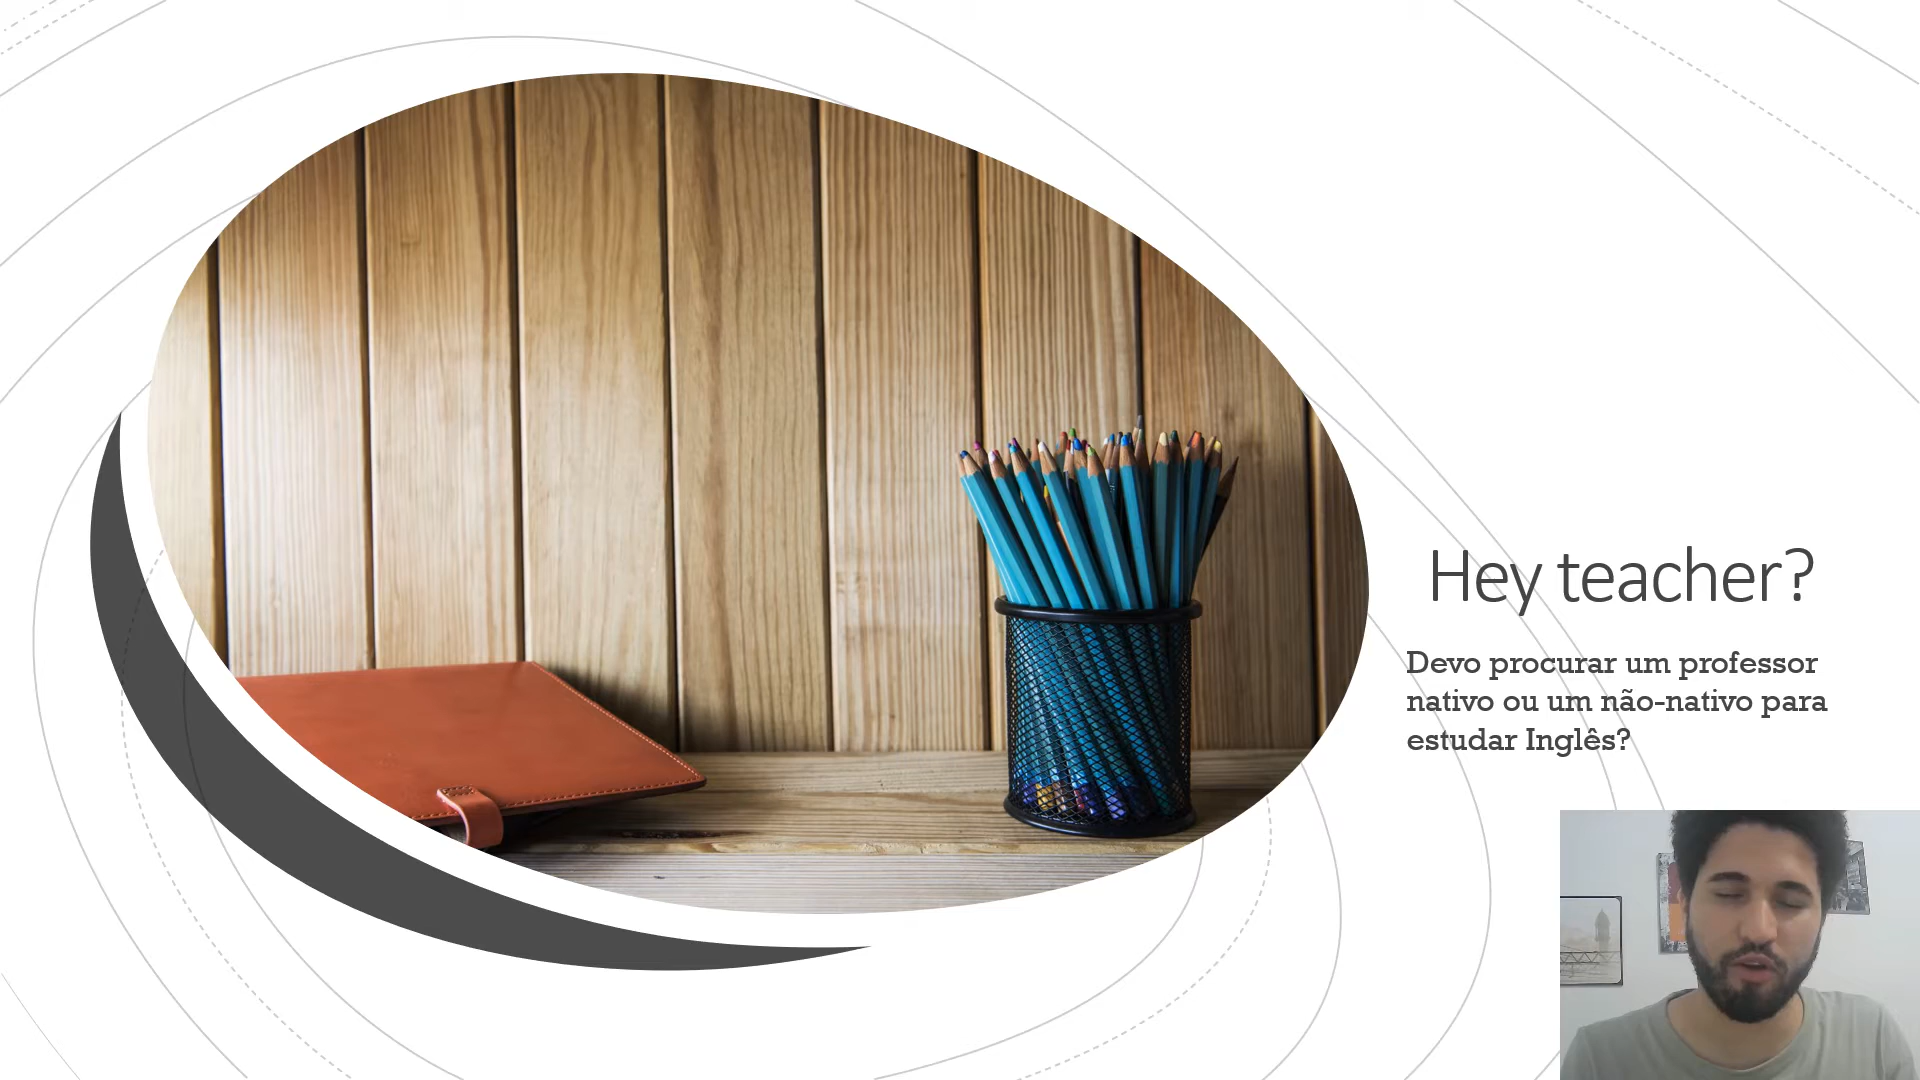 Hey teacher?
Devo procurar um professor
nativo ou um não-nativo para
estudar Inglês?